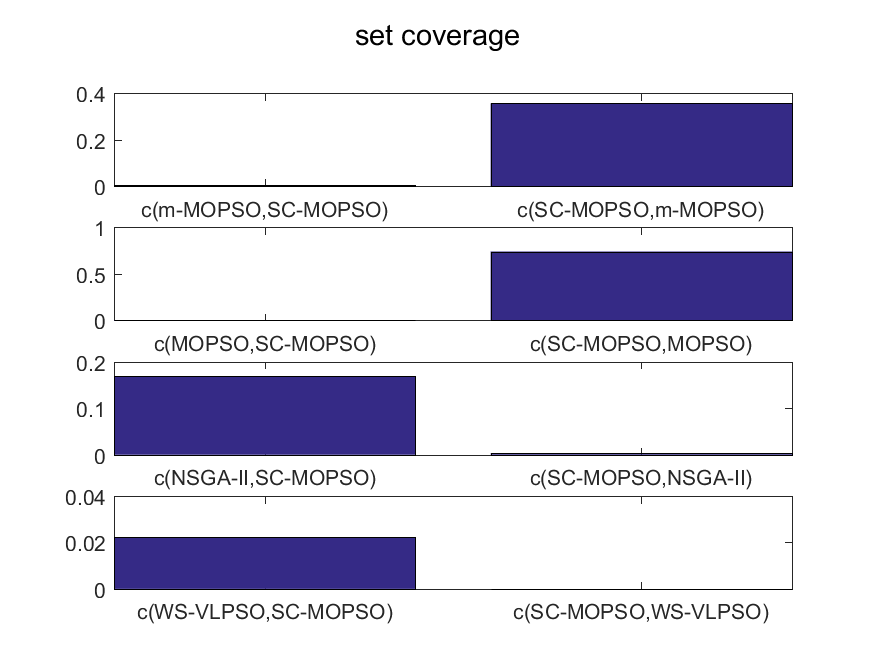 set coverage
0.4
0.2
0
c(m-MOPSO,SC-MOPSO) c(SC-MOPSO,m-MOPSO)
1
0.5
0
c(MOPSO,SC-MOPSO) c(SC-MOPSO,MOPSO)
0.2
0.1
0
c(NSGA-II,SC-MOPSO) c(SC-MOPSO,NSGA-II)
0.04
0.02
0
c(WS-VLPSO,SC-MOPSO) c(SC-MOPSO,WS-VLPSO)